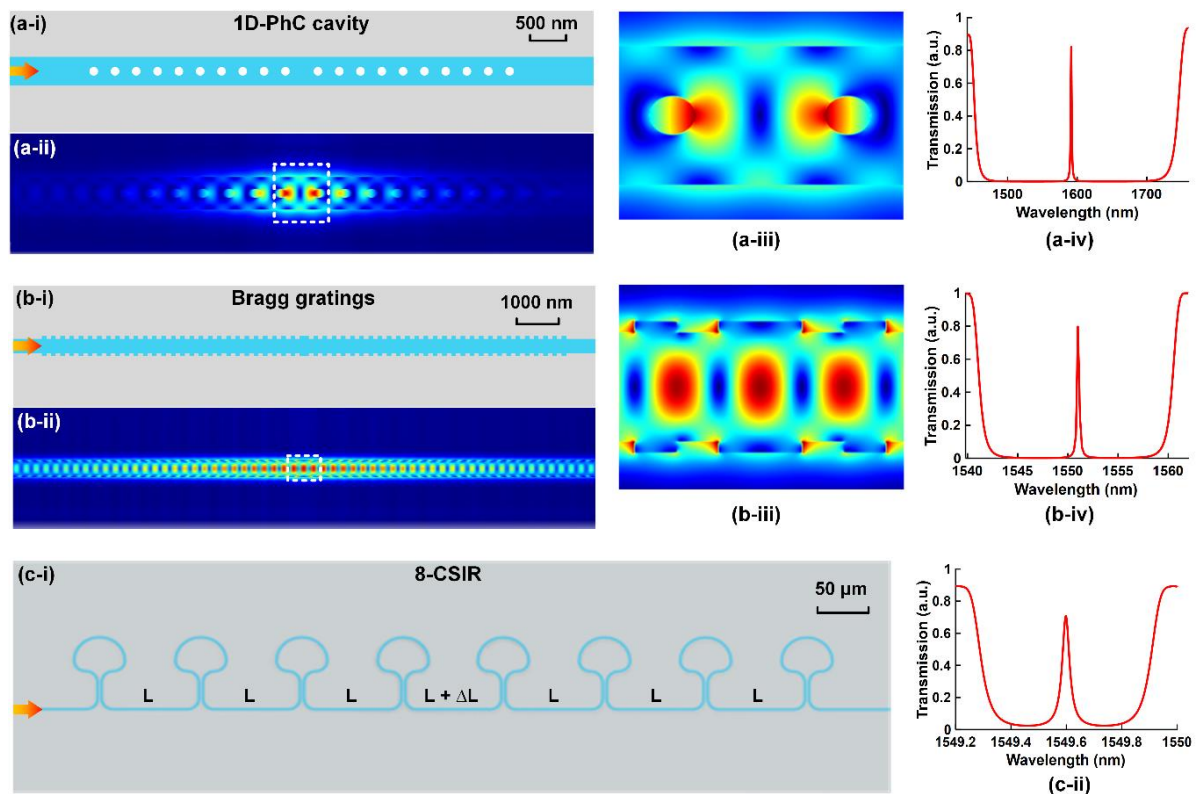 (a-i)
1D-PhC cavity
500 nm
(a-ii)
(a-iii)
Transmission (a.u.)
1
0.8
0.6
0.4
0.2
0
1500
1600
1700
Wavelength (nm)
(a-iv)
(b-i)
Bragg gratings
1000 nm
(b-ii)
(b-iii)
Transmission (a.u.)
1
0.8
0.6
0.4
0.2
0
1540
1545
1550
1555
1560
Wavelength (nm)
(b-iv)
(c-i)
8-CSIR
50 μm
L
L
L
L + ΔL
L
L
L
Transmission (a.u.)
1
0.8
0.6
0.4
0.2
0
1549.2
1549.4
1549.6
1549.8
1550
Wavelength (nm)
(c-ii)